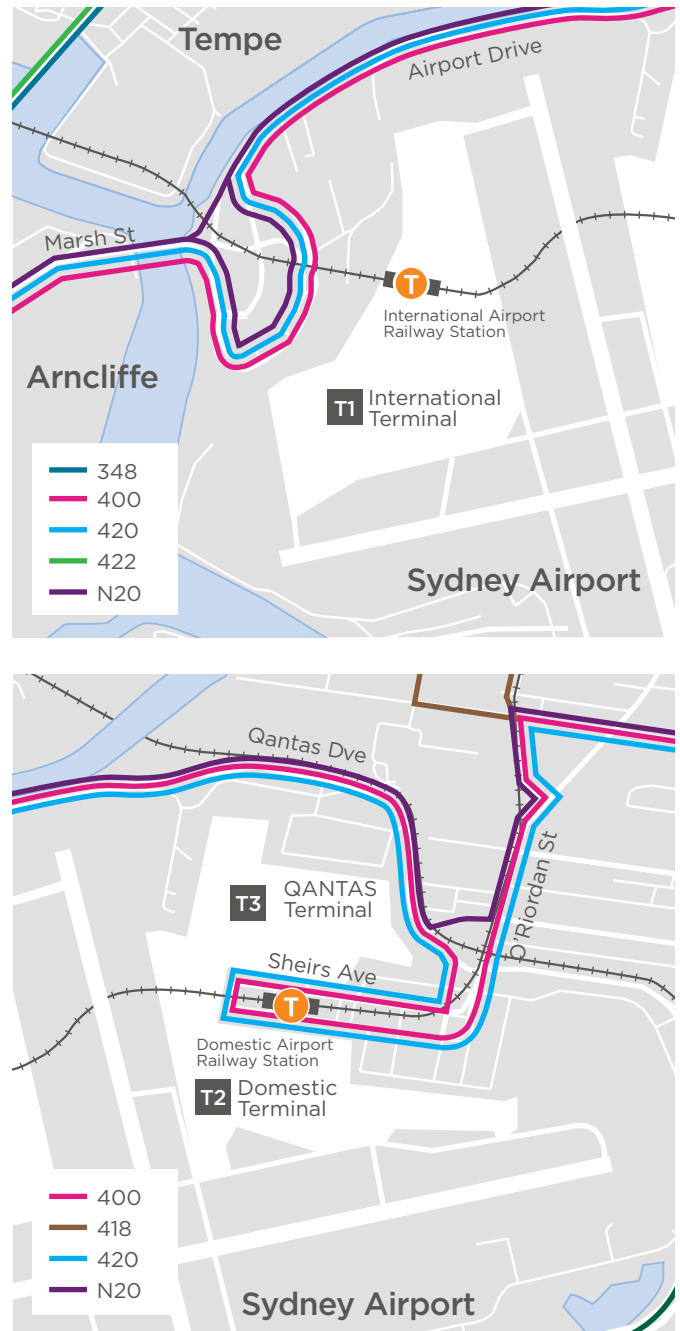 Tempe
Airport Drive
Marsh St
T
International Airport
Railway Station
Arncliffe
T1 International
Terminal
348
400
420
422
N20
Sydney Airport
Qantas Dve
T3 QANTAS
Terminal
O'Riordan St
Sheirs Ave
T
Domestic Airport
Railway Station
T2 Domestic
Terminal
400
418
420
N20
Sydney Airport